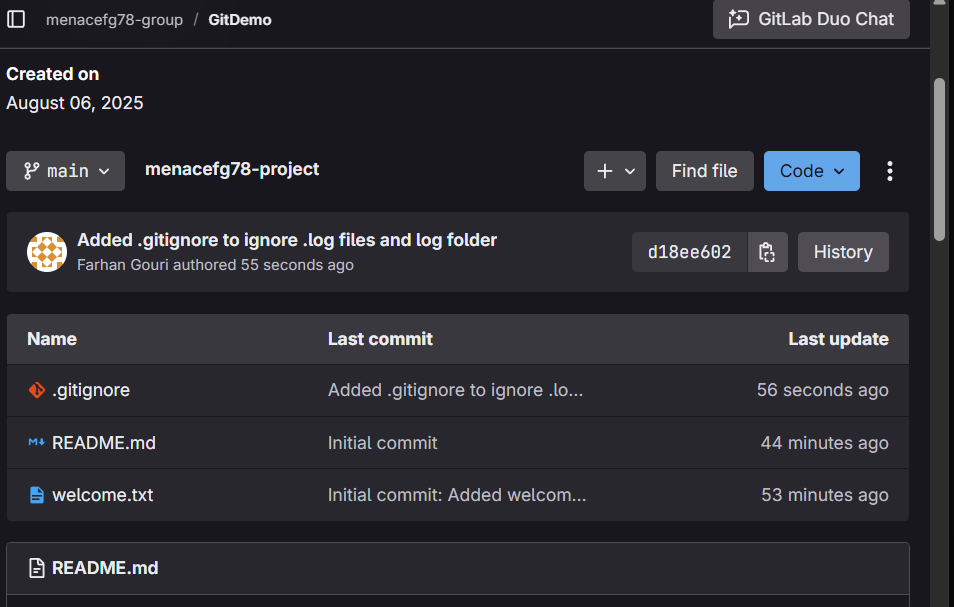 menacefg78-group / GitDemo
GitLab Duo Chat
Created on
August 06, 2025
main
menacefg78-project
Find file
Code
Added .gitignore to ignore .log files and log folder
Farhan Gouri authored 55 seconds ago
d18ee602
History
Name Last commit Last update
.gitignore Added .gitignore to ignore .lo... 56 seconds ago
README.md Initial commit 44 minutes ago
welcome.txt Initial commit: Added welcom... 53 minutes ago
README.md